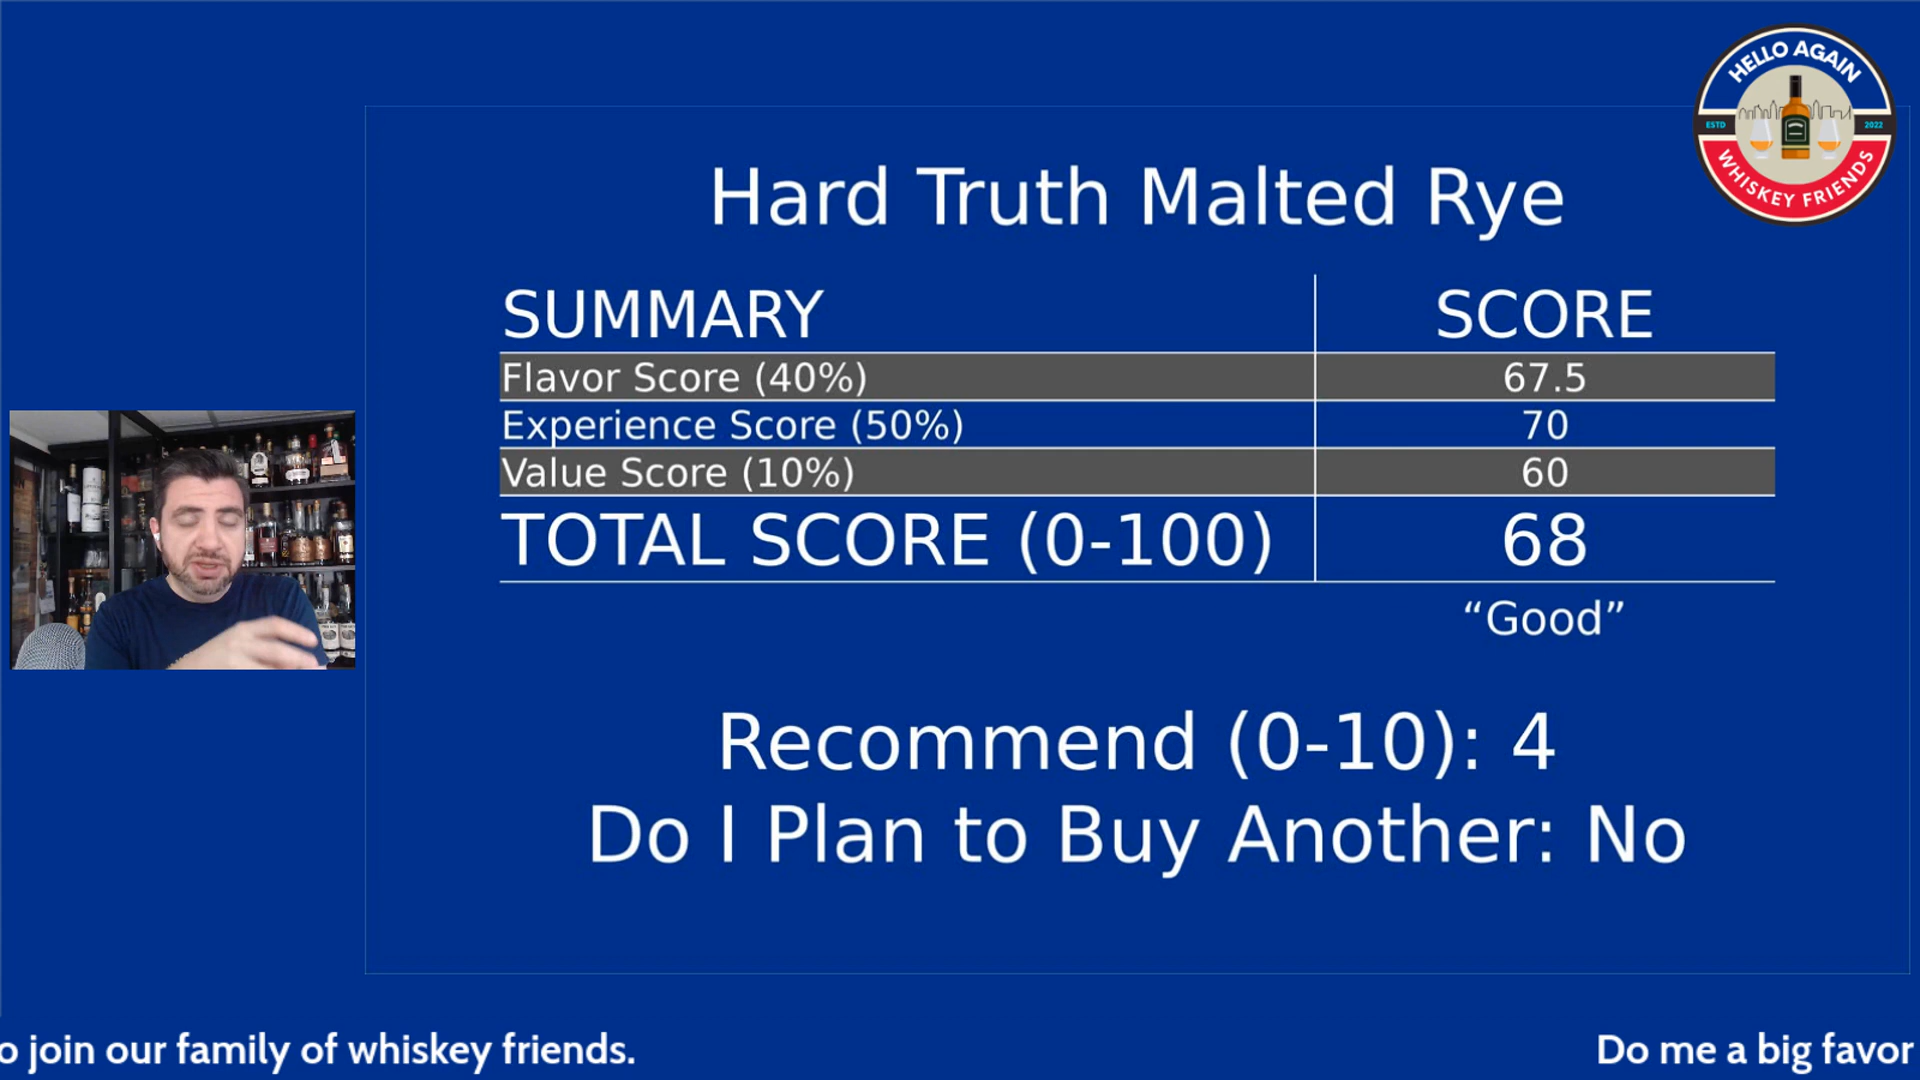 HELLO AGAIN
ESTD
2022
WHISKEY FRIENDS
Hard Truth Malted Rye
SUMMARY SCORE
Flavor Score (40%) 67.5
Experience Score (50%) 70
Value Score (10%) 60
TOTAL SCORE (0-100) 68
“Good”
Recommend (0-10): 4
Do I Plan to Buy Another: No
o join our family of whiskey friends.
Do me a big favor